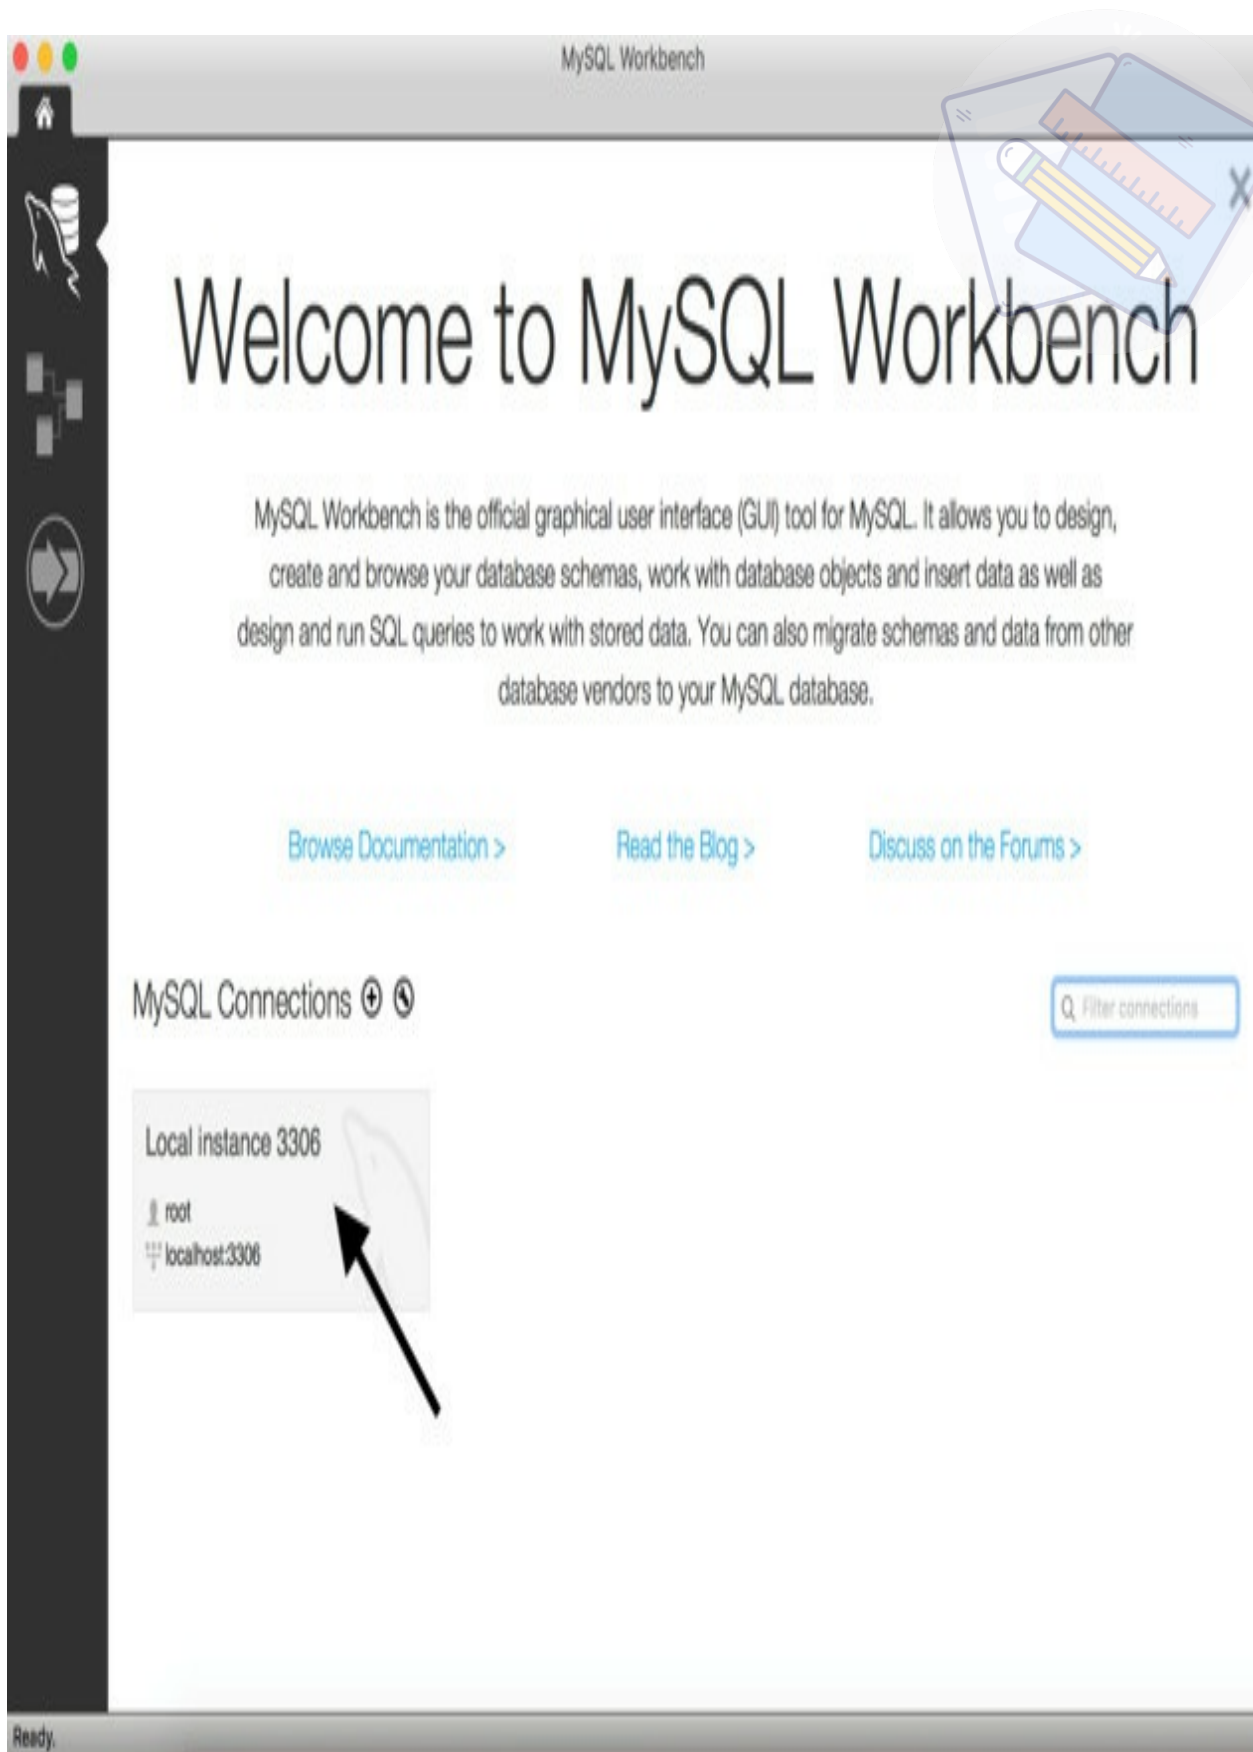 MySQL Workbench
Welcome to MySQL Workbench
MySQL Workbench is the official graphical user interface (GUI) tool for MySQL. It allows you to design,
create and browse your database schemas, work with database objects and insert data as well as
design and run SQL queries to work with stored data. You can also migrate schemas and data from other
database vendors to your MySQL database.
Browse Documentation > Read the Blog > Discuss on the Forums >
MySQL Connections
Filter connections
Local instance 3306
root
localhost:3306
Ready.